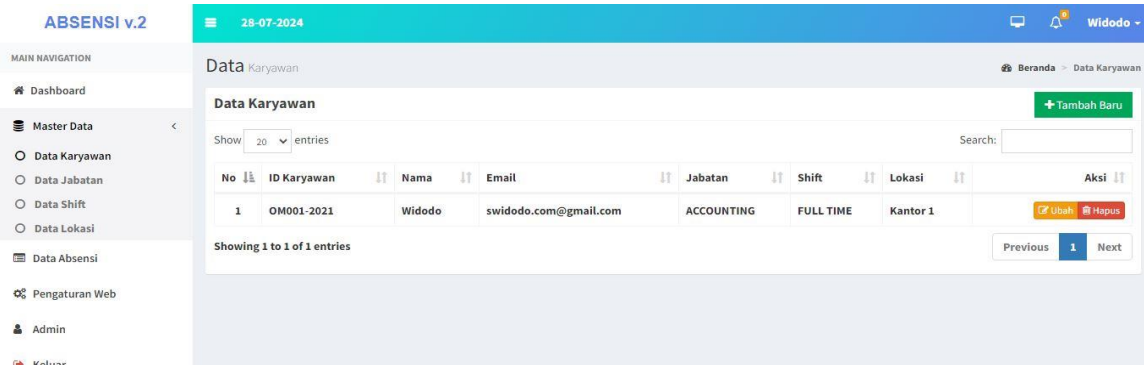 ABSENSI v.2
28-07-2024
0
Widodo
MAIN NAVIGATION
Dashboard
Master Data
Data Karyawan
Data Jabatan
Data Shift
Data Lokasi
Data Absensi
Pengaturan Web
Admin
Keluar
Data Karyawan
Beranda > Data Karyawan
Data Karyawan
Tambah Baru
Show 20 entries
Search:
No ID Karyawan Nama Email Jabatan Shift Lokasi Aksi
1 OM001-2021 Widodo swidodo.com@gmail.com ACCOUNTING FULL TIME Kantor 1 Ubah Hapus
Showing 1 to 1 of 1 entries
Previous 1 Next